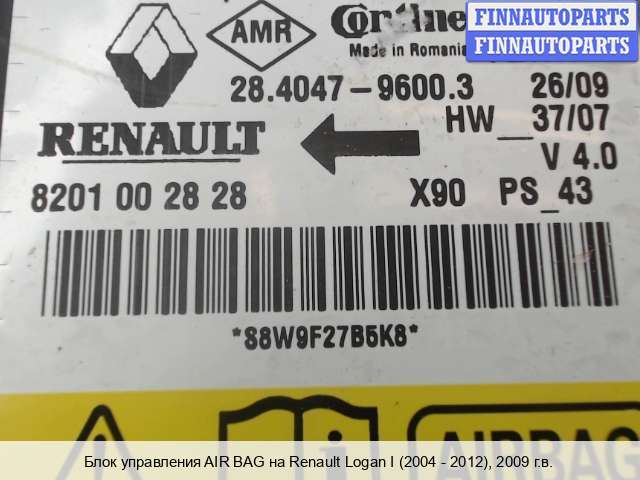 FINNAUTOPARTS
FINNAUTOPARTS
AMR
Made in Romania
28.4047-9600.3 26/09
HW_37/07
RENAULT
V 4.0
8201 00 28 28 X90 PS_43
*S8W9F27B5K8*
AIRBAG
Блок управления AIR BAG на Renault Logan I (2004 - 2012), 2009 г.в.